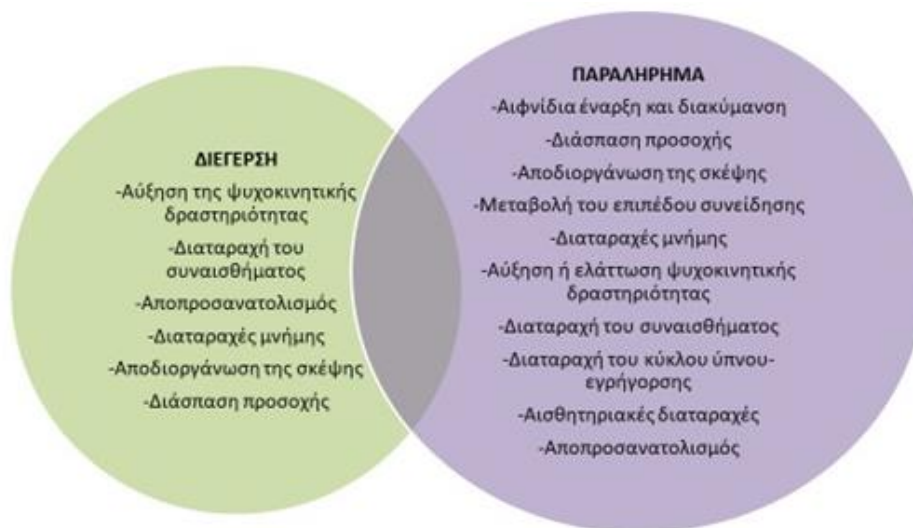 ΔΙΕΓΕΡΣΗ
-Αύξηση της ψυχοκινητικής
δραστηριότητας
-Διαταραχή του
συναισθήματος
-Αποπροσανατολισμός
-Διαταραχές μνήμης
-Αποδιοργάνωση της σκέψης
-Διάσπαση προσοχής
ΠΑΡΑΛΗΡΗΜΑ
-Αιφνίδια έναρξη και διακύμανση
-Διάσπαση προσοχής
-Αποδιοργάνωση της σκέψης
-Μεταβολή του επιπέδου συνείδησης
-Διαταραχές μνήμης
-Αύξηση ή ελάττωση ψυχοκινητικής
δραστηριότητας
-Διαταραχή του συναισθήματος
-Διαταραχή του κύκλου ύπνου-
εγρήγορσης
-Αισθητηριακές διαταραχές
-Αποπροσανατολισμός